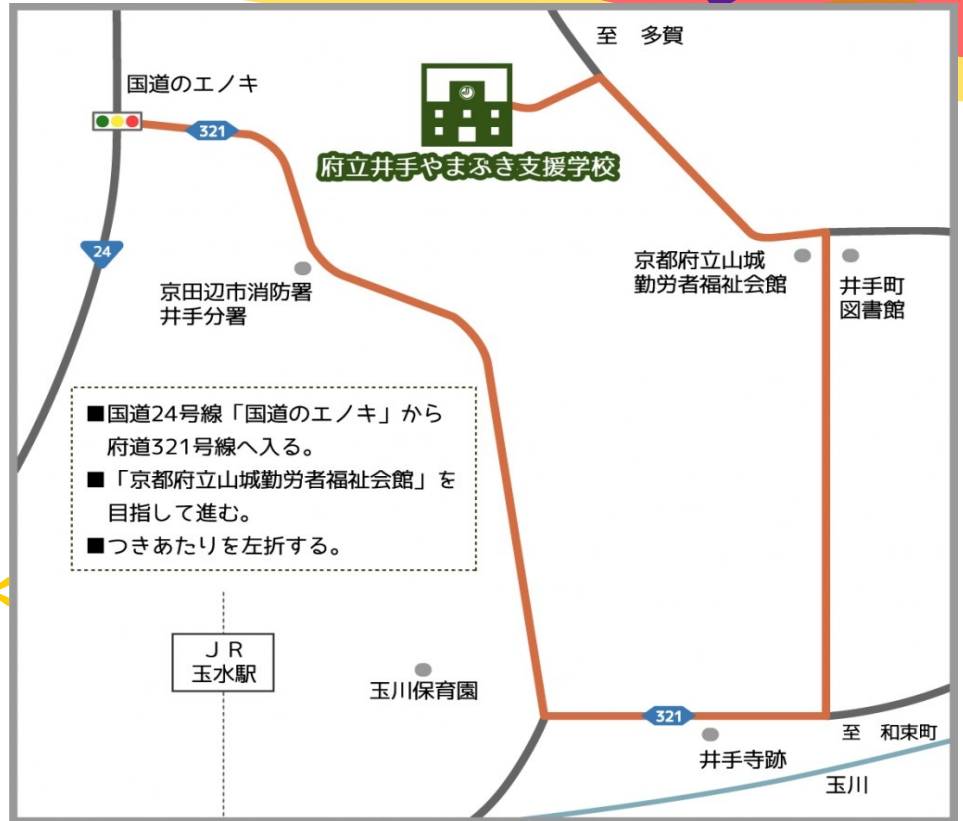 至　多賀
国道のエノキ
321
府立井手やまぶき支援学校
24
京都府立山城
勤労者福祉会館
井手町
図書館
京田辺市消防署
井手分署
■国道24号線「国道のエノキ」から
府道321号線へ入る。
■「京都府立山城勤労者福祉会館」を
目指して進む。
■つきあたりを左折する。
ＪＲ
玉水駅
玉川保育園
321
至　和束町
井手寺跡
玉川